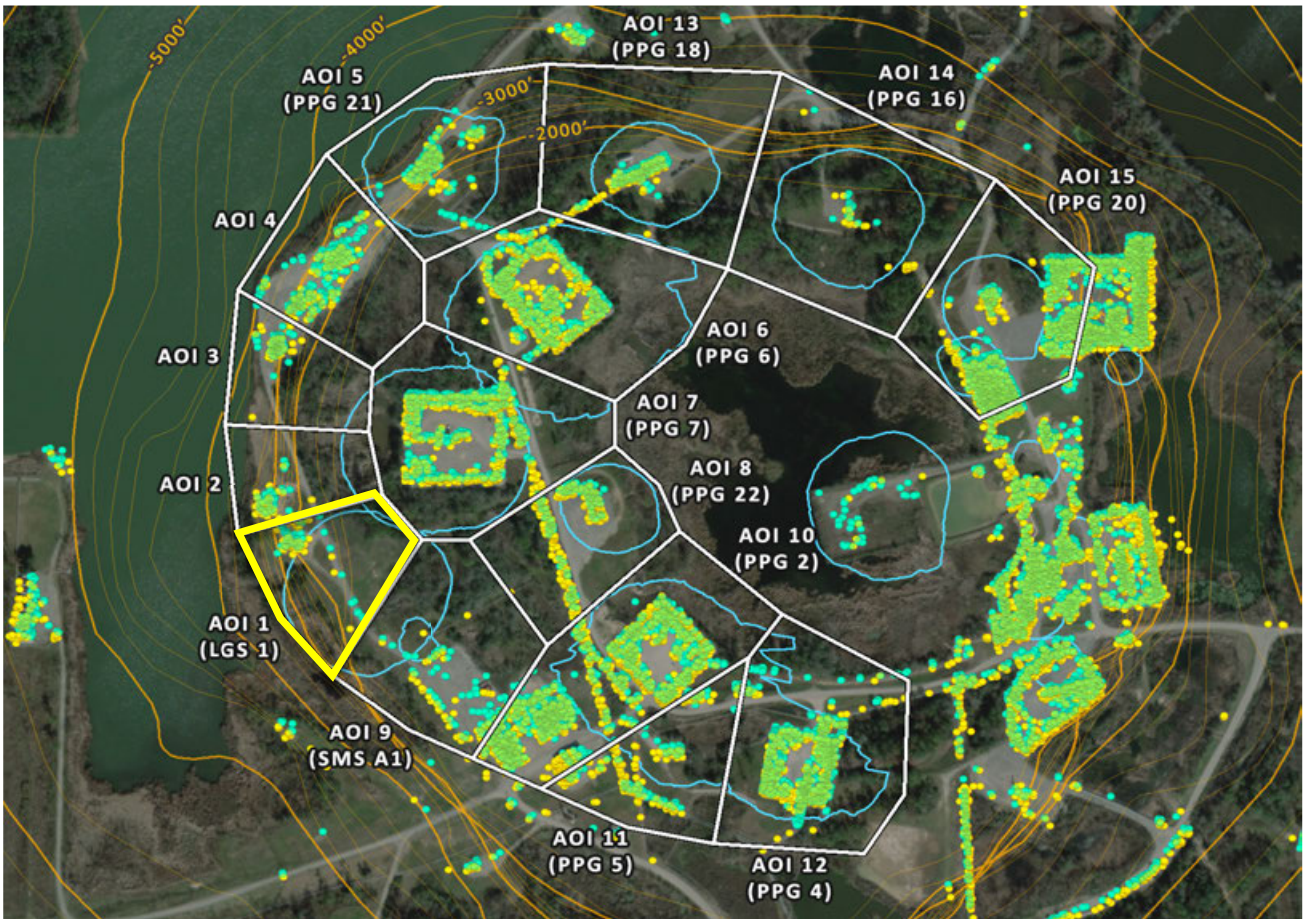 -5000'
-4000'
-3000'
-2000'
AOI 13
(PPG 18)
AOI 5
(PPG 21)
AOI 14
(PPG 16)
AOI 15
(PPG 20)
AOI 4
AOI 3
AOI 6
(PPG 6)
AOI 7
(PPG 7)
AOI 2
AOI 8
(PPG 22)
AOI 10
(PPG 2)
AOI 1
(LGS 1)
AOI 9
(SMS A1)
AOI 11
(PPG 5)
AOI 12
(PPG 4)